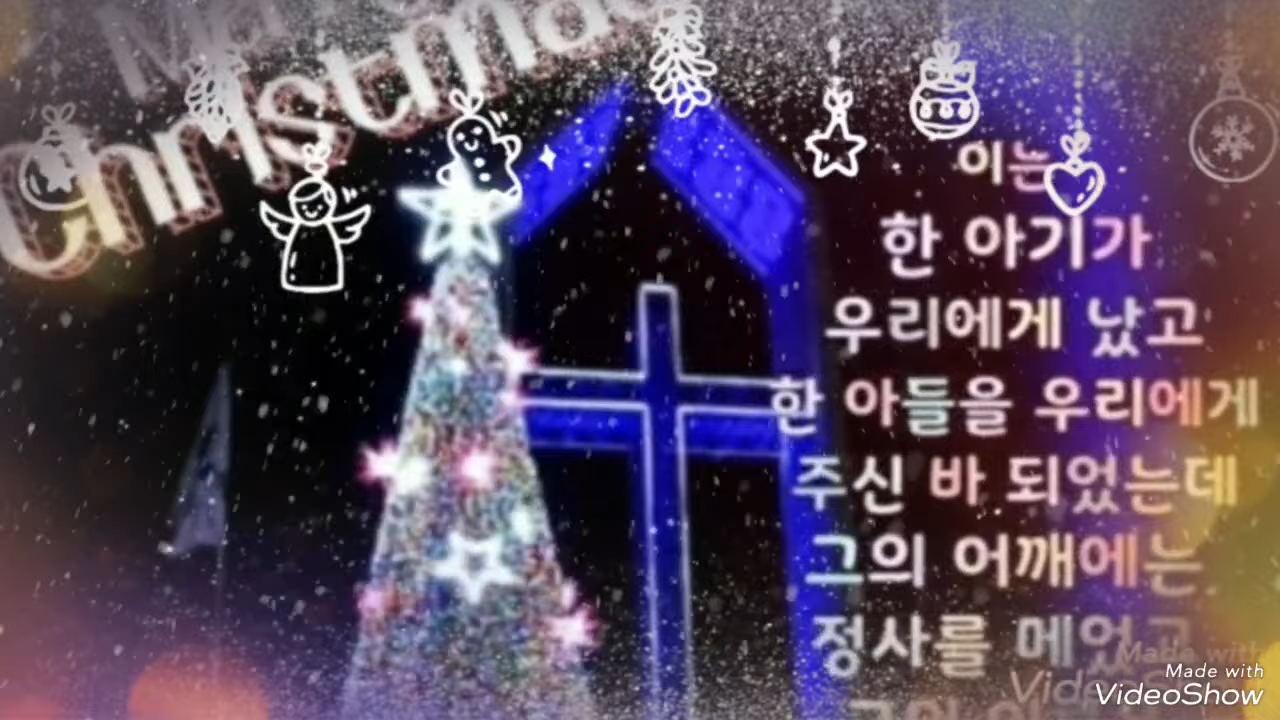 Merry
Christmas
이는
한 아기가
우리에게 났고
한 아들을 우리에게
주신 바 되었는데
그의 어깨에는
정사를 메었고
Made with
VideoShow